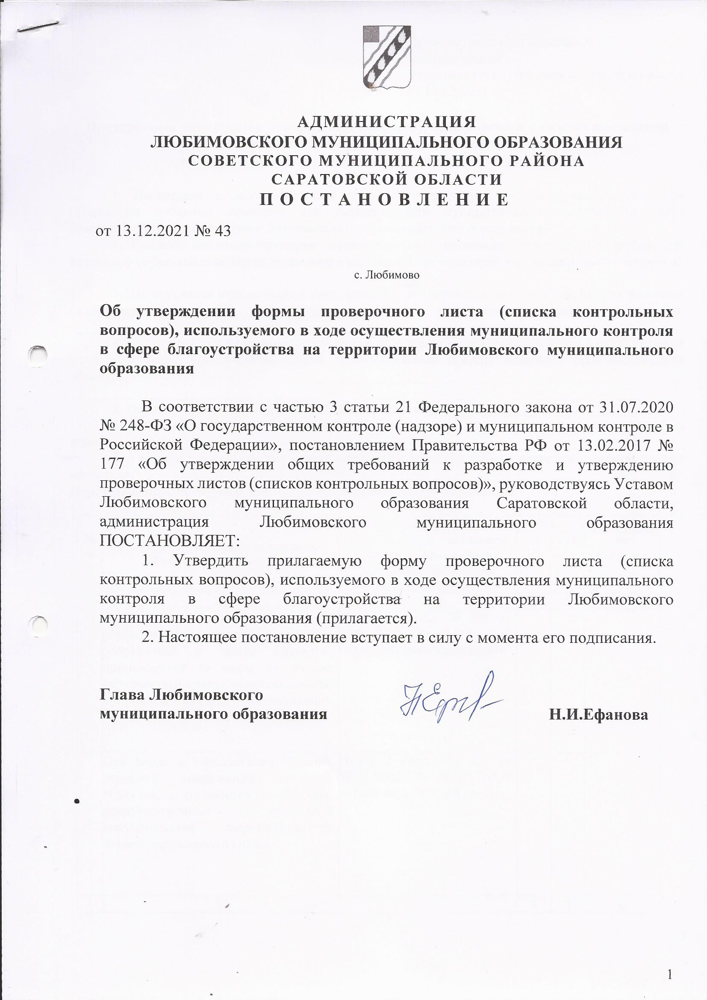 АДМИНИСТРАЦИЯ
ЛЮБИМОВСКОГО МУНИЦИПАЛЬНОГО ОБРАЗОВАНИЯ
СОВЕТСКОГО МУНИЦИПАЛЬНОГО РАЙОНА
САРАТОВСКОЙ ОБЛАСТИ
П О С Т А Н О В Л Е Н И Е
от 13.12.2021 № 43
с. Любимово
Об утверждении формы проверочного листа (списка контрольных
вопросов), используемого в ходе осуществления муниципального контроля
в сфере благоустройства на территории Любимовского муниципального
образования
В соответствии с частью 3 статьи 21 Федерального закона от 31.07.2020
№ 248-ФЗ «О государственном контроле (надзоре) и муниципальном контроле в
Российской Федерации», постановлением Правительства РФ от 13.02.2017 №
177 «Об утверждении общих требований к разработке и утверждению
проверочных листов (списков контрольных вопросов)», руководствуясь Уставом
Любимовского муниципального образования Саратовской области,
администрация Любимовского муниципального образования
ПОСТАНОВЛЯЕТ:
1. Утвердить прилагаемую форму проверочного листа (списка
контрольных вопросов), используемого в ходе осуществления муниципального
контроля в сфере благоустройства на территории Любимовского
муниципального образования (прилагается).
2. Настоящее постановление вступает в силу с момента его подписания.
Глава Любимовского
муниципального образования Н.И.Ефанова
1